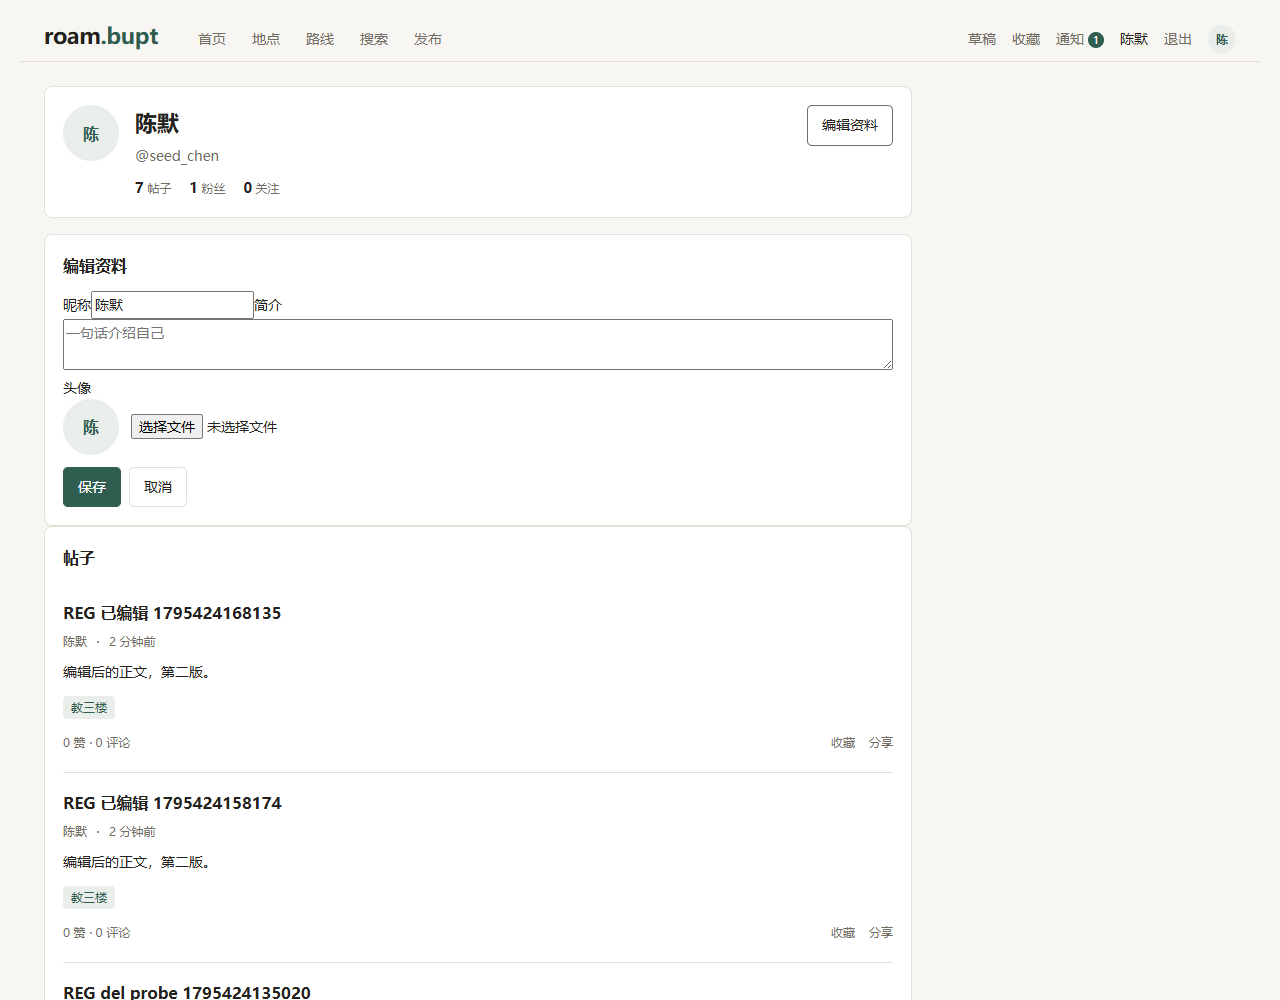 roam.bupt 首页 地点 路线 搜索 发布 草稿 收藏 通知 1 陈默 退出 陈
陈 陈默 编辑资料
@seed_chen
7 帖子 1 粉丝 0 关注
编辑资料
昵称 陈默 简介
一句话介绍自己
头像
陈 选择文件 未选择文件
保存 取消
帖子
REG 已编辑 1795424168135
陈默 · 2 分钟前
编辑后的正文，第二版。
教三楼
0 赞 · 0 评论 收藏 分享
REG 已编辑 1795424158174
陈默 · 2 分钟前
编辑后的正文，第二版。
教三楼
0 赞 · 0 评论 收藏 分享
REG del probe 1795424135020